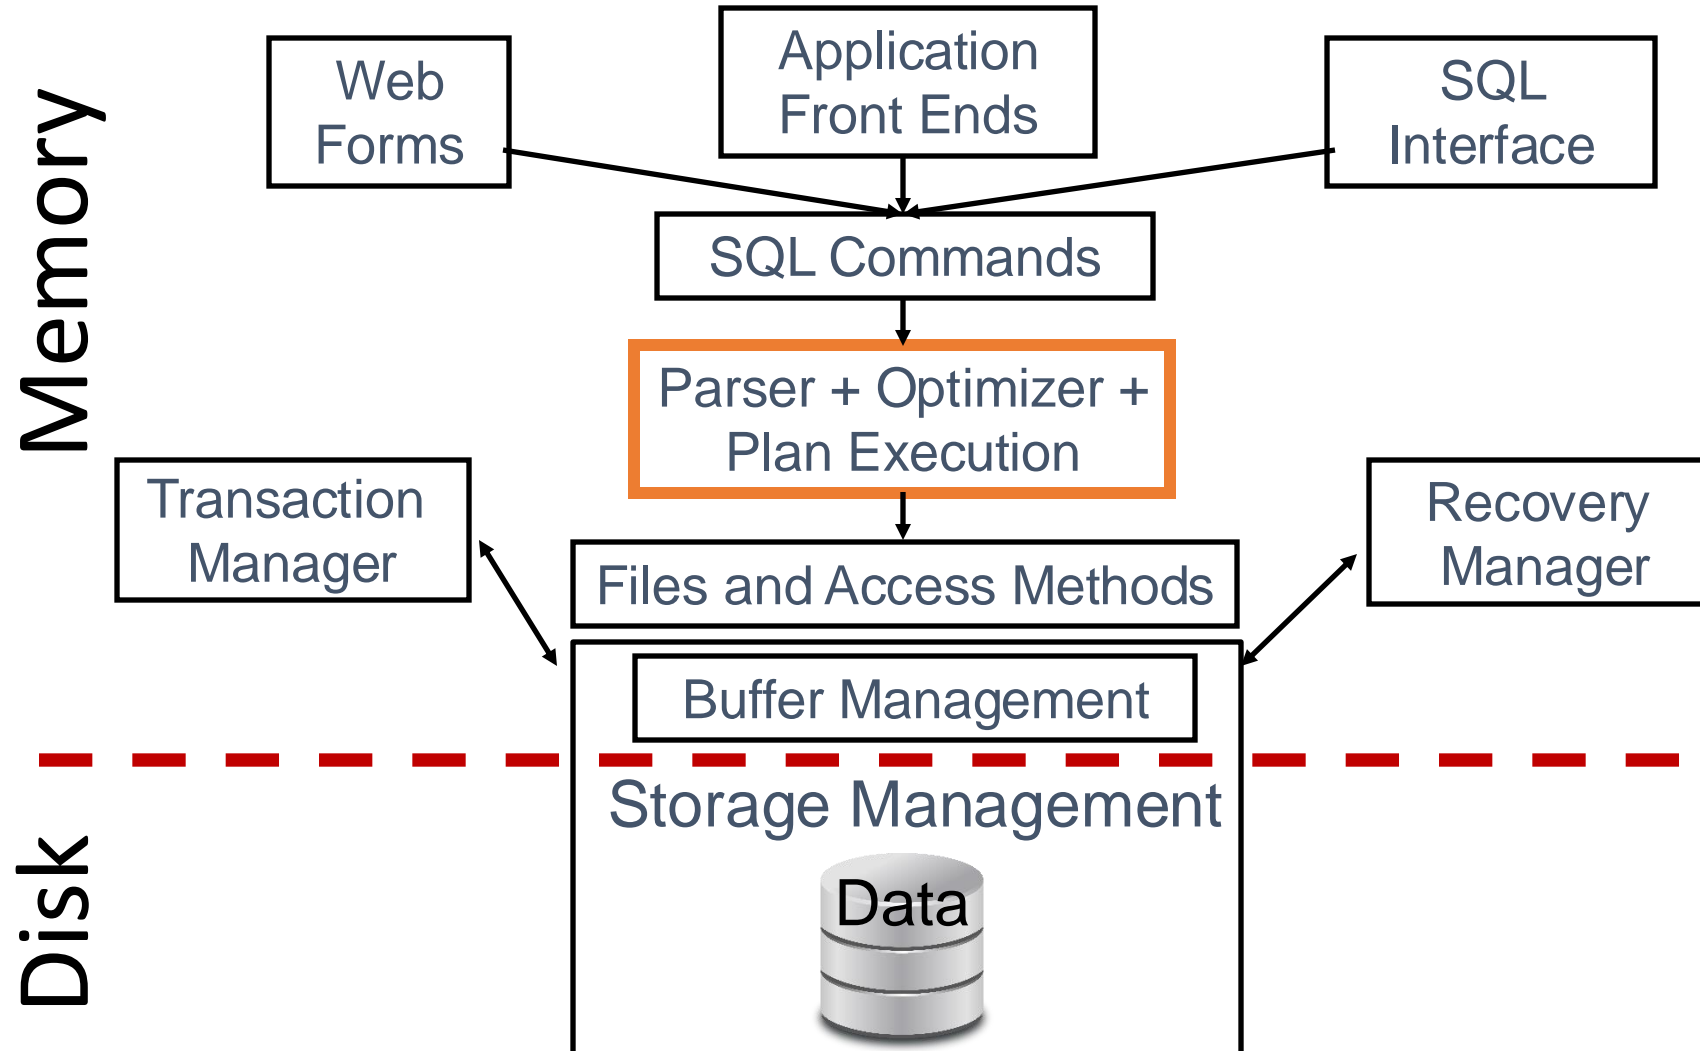 Memory
Web
Forms
Application
Front Ends
SQL
Interface
SQL Commands
Parser + Optimizer +
Plan Execution
Transaction
Manager
Recovery
Manager
Files and Access Methods
Buffer Management
Disk
Storage Management
Data